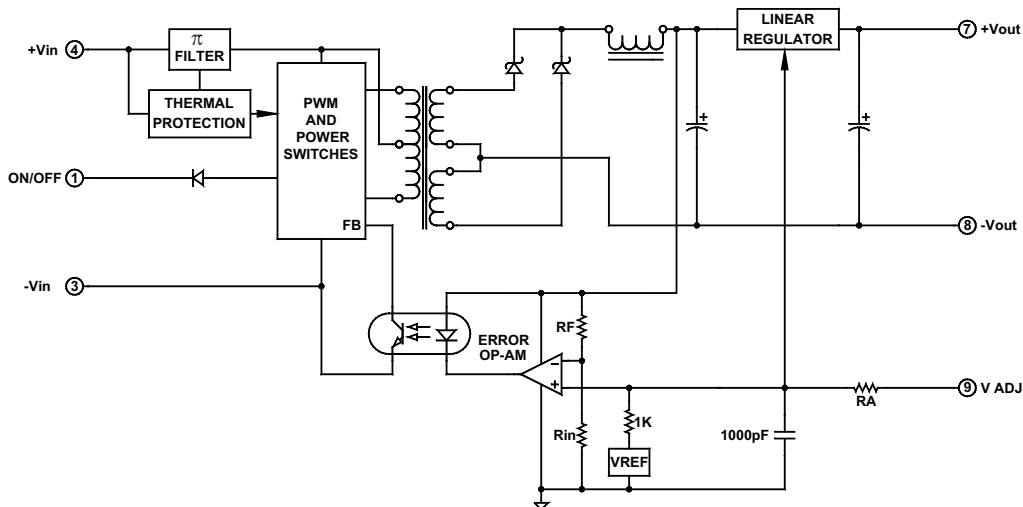 +Vin 4
π
FILTER
THERMAL
PROTECTION
ON/OFF 1
-Vin 3
PWM
AND
POWER
SWITCHES
FB
LINEAR
REGULATOR
7 +Vout
+
+
8 -Vout
ERROR
OP-AM
RF
−
+
Rin
1K
VREF
1000pF
RA
9 V ADJ